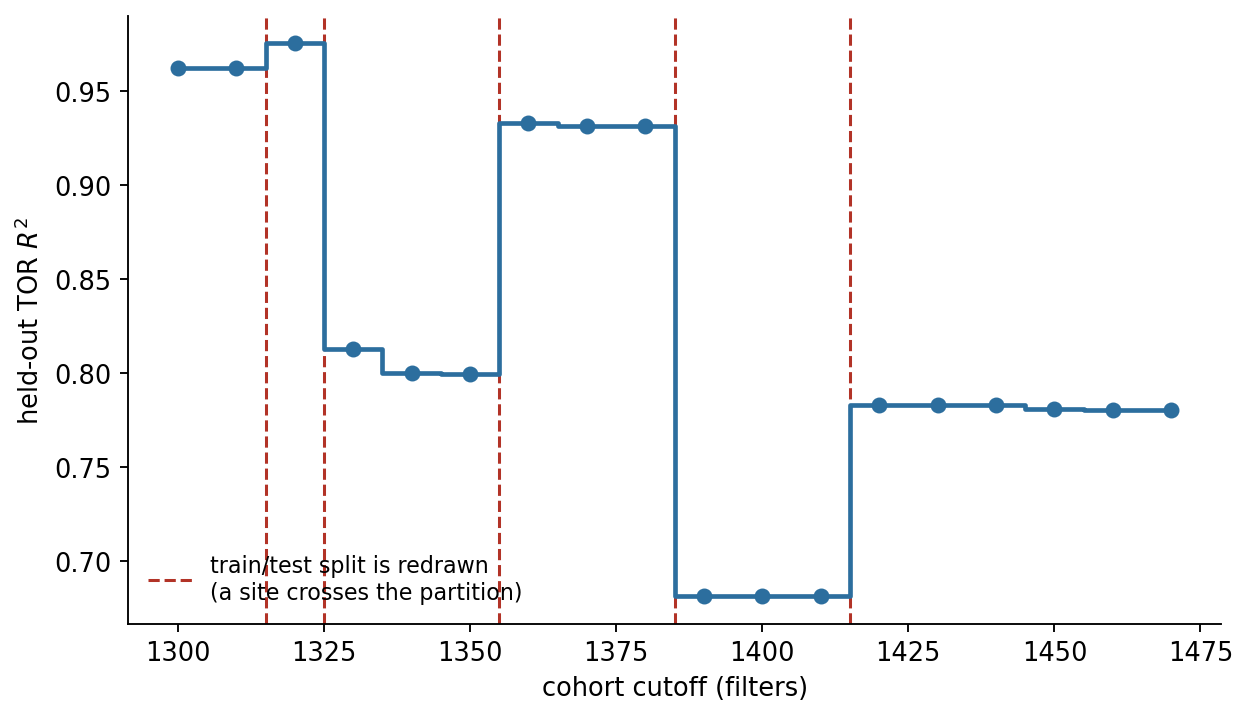 0.95
0.90
0.85
0.80
0.75
0.70
held-out TOR R²
train/test split is redrawn
(a site crosses the partition)
1300 1325 1350 1375 1400 1425 1450 1475
cohort cutoff (filters)